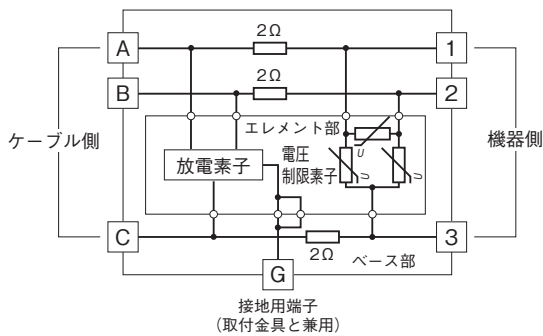 A
2Ω
1
B
2Ω
2
ケーブル側
機器側
エレメント部
放電素子
電圧
制限素子
U
U
U
C
2Ω
3
ベース部
G
接地用端子
(取付金具と兼用)